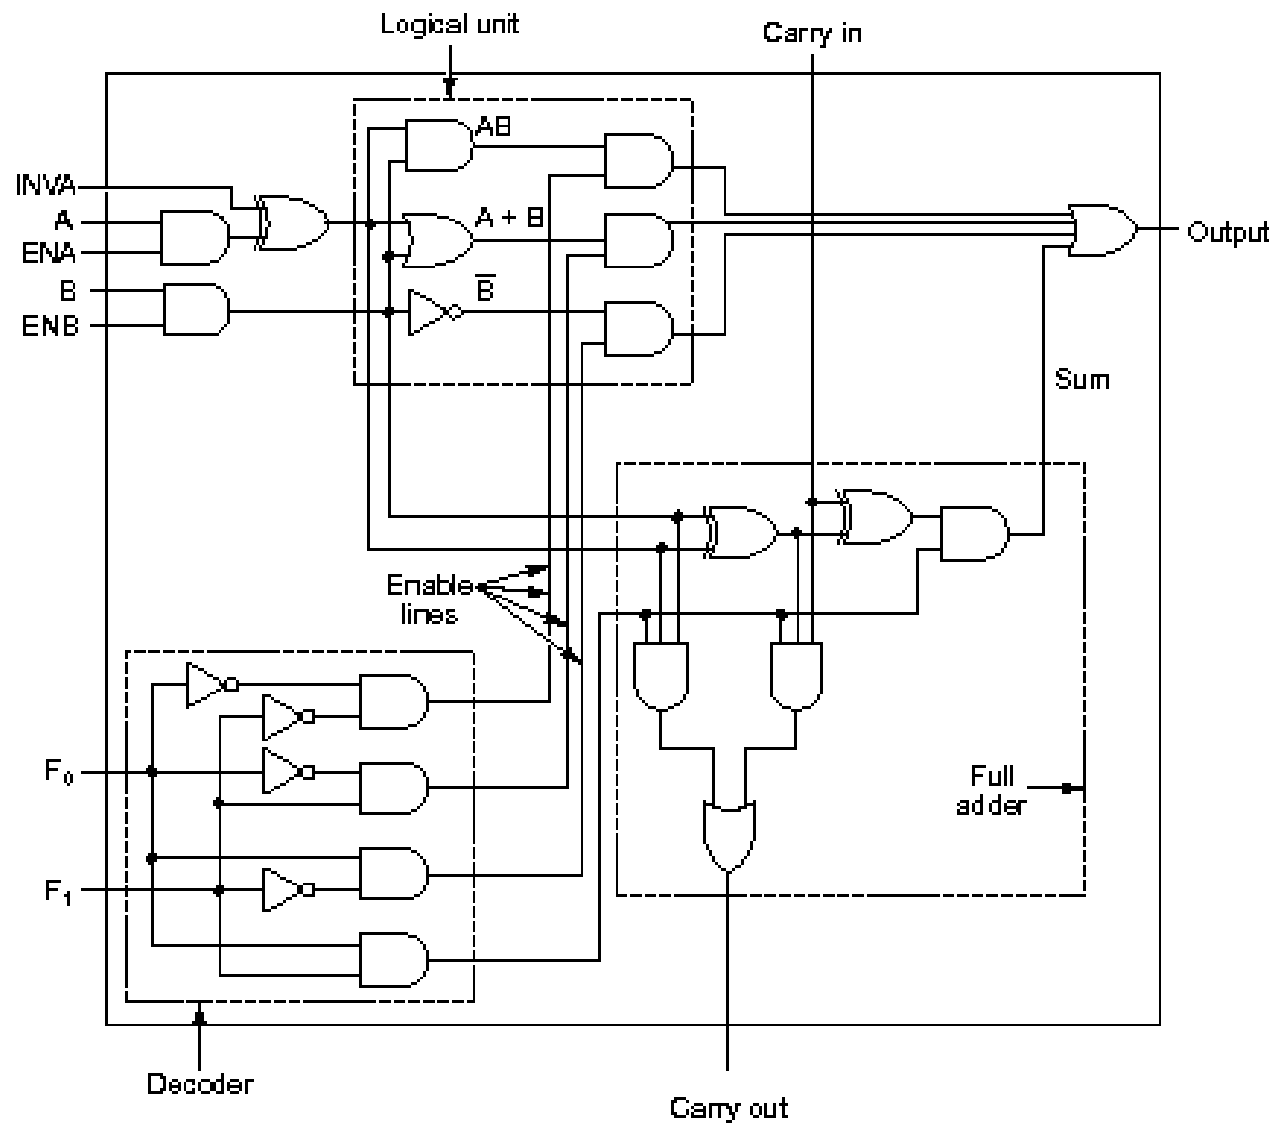 Logical unit
Carry in
AB
INVA
A
A + B
ENA
Output
B
B̅
ENB
Sum
Enable
lines
F₀
Full
adder
F₁
Decoder
Carry out